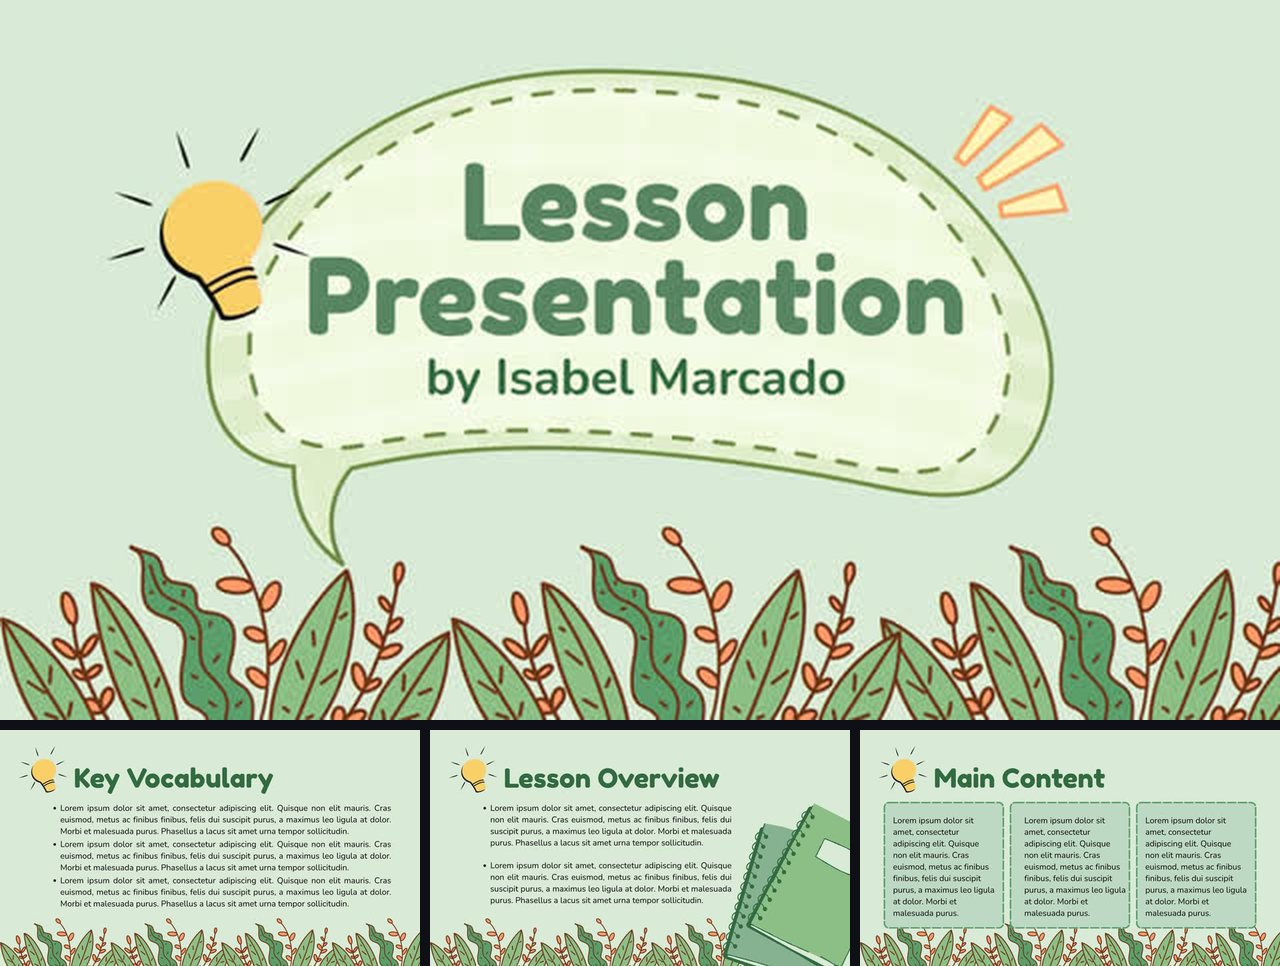 Lesson
Presentation
by Isabel Marcado
Key Vocabulary
• Lorem ipsum dolor sit amet, consectetur adipiscing elit. Quisque non elit mauris. Cras
euismod, metus ac finibus finibus, felis dui suscipit purus, a maximus leo ligula at dolor.
Morbi et malesuada purus. Phasellus a lacus sit amet urna tempor sollicitudin.
• Lorem ipsum dolor sit amet, consectetur adipiscing elit. Quisque non elit mauris. Cras
euismod, metus ac finibus finibus, felis dui suscipit purus, a maximus leo ligula at dolor.
Morbi et malesuada purus. Phasellus a lacus sit amet urna tempor sollicitudin.
• Lorem ipsum dolor sit amet, consectetur adipiscing elit. Quisque non elit mauris. Cras
euismod, metus ac finibus finibus, felis dui suscipit purus, a maximus leo ligula at dolor.
Morbi et malesuada purus. Phasellus a lacus sit amet urna tempor sollicitudin.
Lesson Overview
• Lorem ipsum dolor sit amet, consectetur adipiscing elit. Quisque
non elit mauris. Cras euismod, metus ac finibus finibus, felis dui
suscipit purus, a maximus leo ligula at dolor. Morbi et malesuada
purus. Phasellus a lacus sit amet urna tempor sollicitudin.
• Lorem ipsum dolor sit amet, consectetur adipiscing elit. Quisque
non elit mauris. Cras euismod, metus ac finibus finibus, felis dui
suscipit purus, a maximus leo ligula at dolor. Morbi et malesuada
purus. Phasellus a lacus sit amet urna tempor sollicitudin.
Main Content
Lorem ipsum dolor sit
amet, consectetur
adipiscing elit. Quisque
non elit mauris. Cras
euismod, metus ac finibus
finibus, felis dui suscipit
purus, a maximus leo ligula
at dolor. Morbi et
malesuada purus.
Lorem ipsum dolor sit
amet, consectetur
adipiscing elit. Quisque
non elit mauris. Cras
euismod, metus ac finibus
finibus, felis dui suscipit
purus, a maximus leo ligula
at dolor. Morbi et
malesuada purus.
Lorem ipsum dolor sit
amet, consectetur
adipiscing elit. Quisque
non elit mauris. Cras
euismod, metus ac finibus
finibus, felis dui suscipit
purus, a maximus leo ligula
at dolor. Morbi et
malesuada purus.